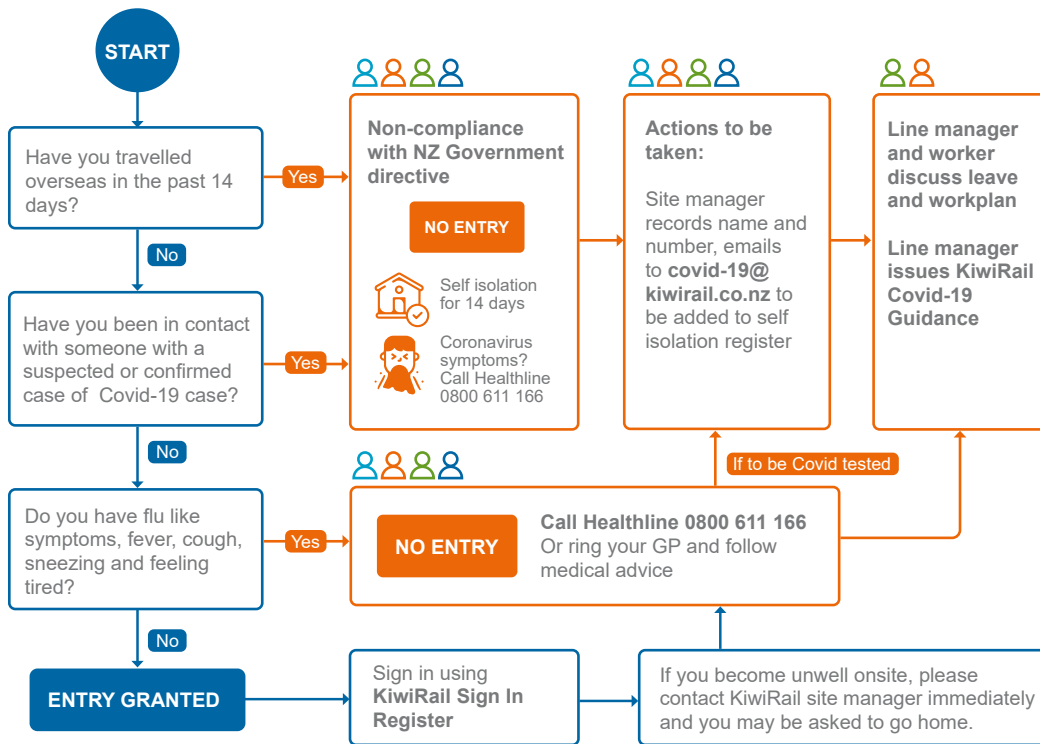 START
Have you travelled
overseas in the past 14
days?
Yes
No
Have you been in contact
with someone with a
suspected or confirmed
case of Covid-19 case?
Yes
No
Do you have flu like
symptoms, fever, cough,
sneezing and feeling
tired?
Yes
No
ENTRY GRANTED
Non-compliance
with NZ Government
directive
NO ENTRY
Self isolation
for 14 days
Coronavirus
symptoms?
Call Healthline
0800 611 166
Actions to be
taken:
Site manager
records name and
number, emails
to covid-19@
kiwirail.co.nz to
be added to self
isolation register
Line manager
and worker
discuss leave
and workplan
Line manager
issues KiwiRail
Covid-19
Guidance
If to be Covid tested
NO ENTRY
Call Healthline 0800 611 166
Or ring your GP and follow
medical advice
Sign in using
KiwiRail Sign In
Register
If you become unwell onsite, please
contact KiwiRail site manager immediately
and you may be asked to go home.